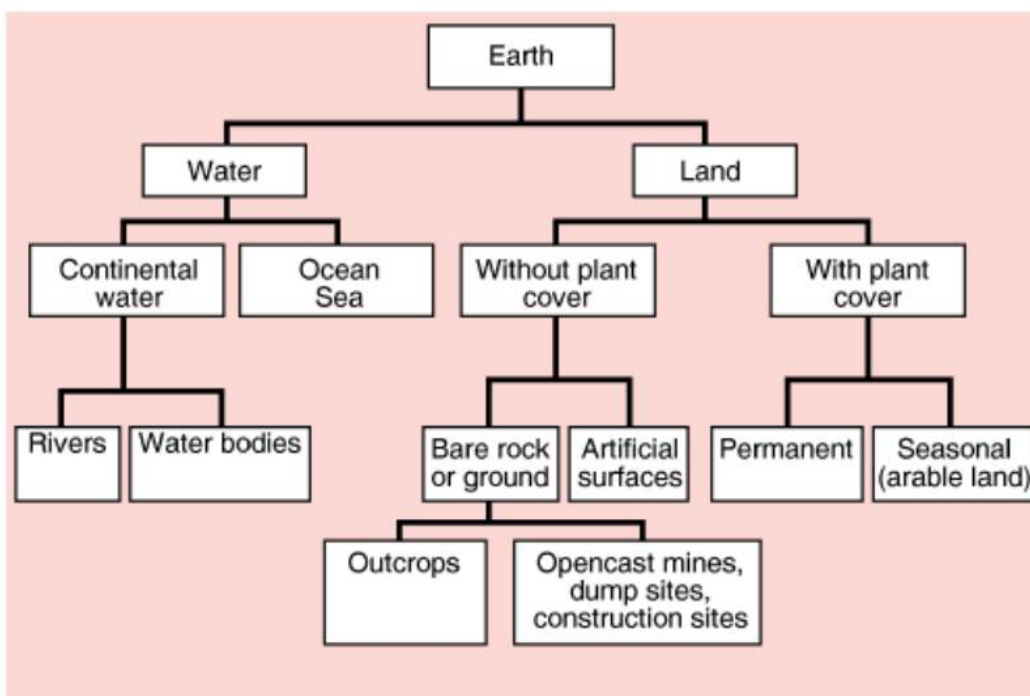 Earth
Water
Land
Continental
water
Ocean
Sea
Without plant
cover
With plant
cover
Rivers
Water bodies
Bare rock
or ground
Artificial
surfaces
Permanent
Seasonal
(arable land)
Outcrops
Opencast mines,
dump sites,
construction sites